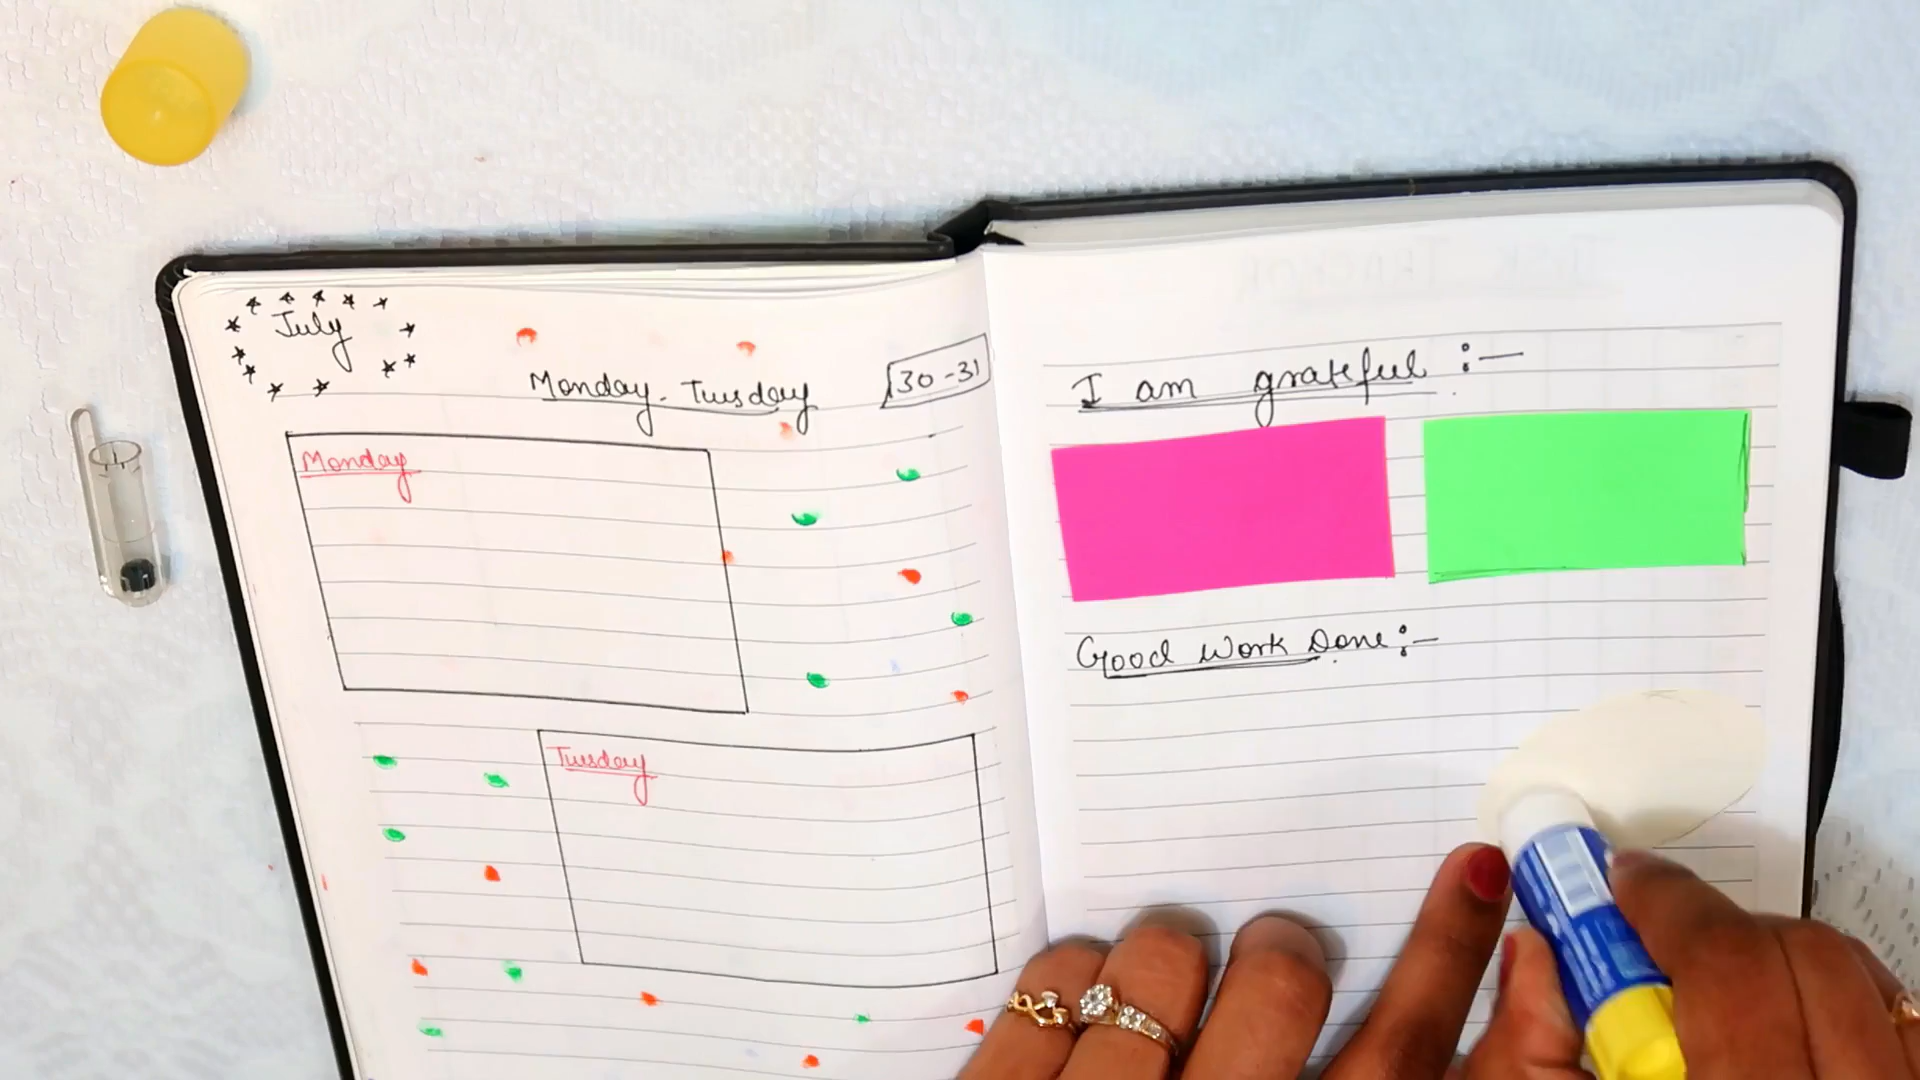 July
Monday - Tuesday
30-31
Monday
Tuesday
I am grateful :-
Good Work Done :-